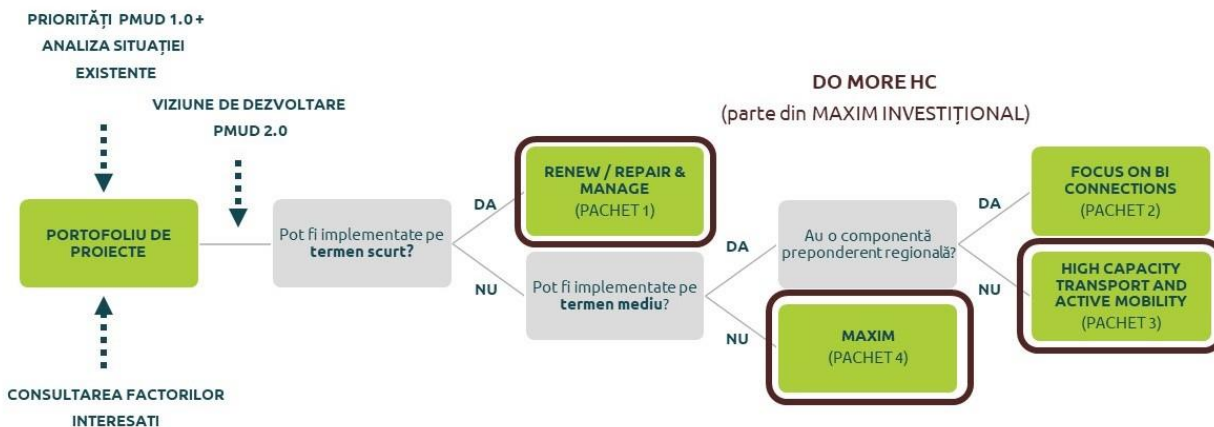 PRIORITĂȚI PMUD 1.0+
ANALIZA SITUAȚIEI
EXISTENTE
VIZIUNE DE DEZVOLTARE
PMUD 2.0
DO MORE HC
(parte din MAXIM INVESTIȚIONAL)
PORTOFOLIU DE
PROIECTE
Pot fi implementate pe
termen scurt?
DA
RENEW / REPAIR &
MANAGE
(PACHET 1)
NU
Pot fi implementate pe
termen mediu?
DA
Au o componentă
preponderent regională?
DA
FOCUS ON BI
CONNECTIONS
(PACHET 2)
NU
HIGH CAPACITY
TRANSPORT AND
ACTIVE MOBILITY
(PACHET 3)
NU
MAXIM
(PACHET 4)
CONSULTAREA FACTORILOR
INTERESATI